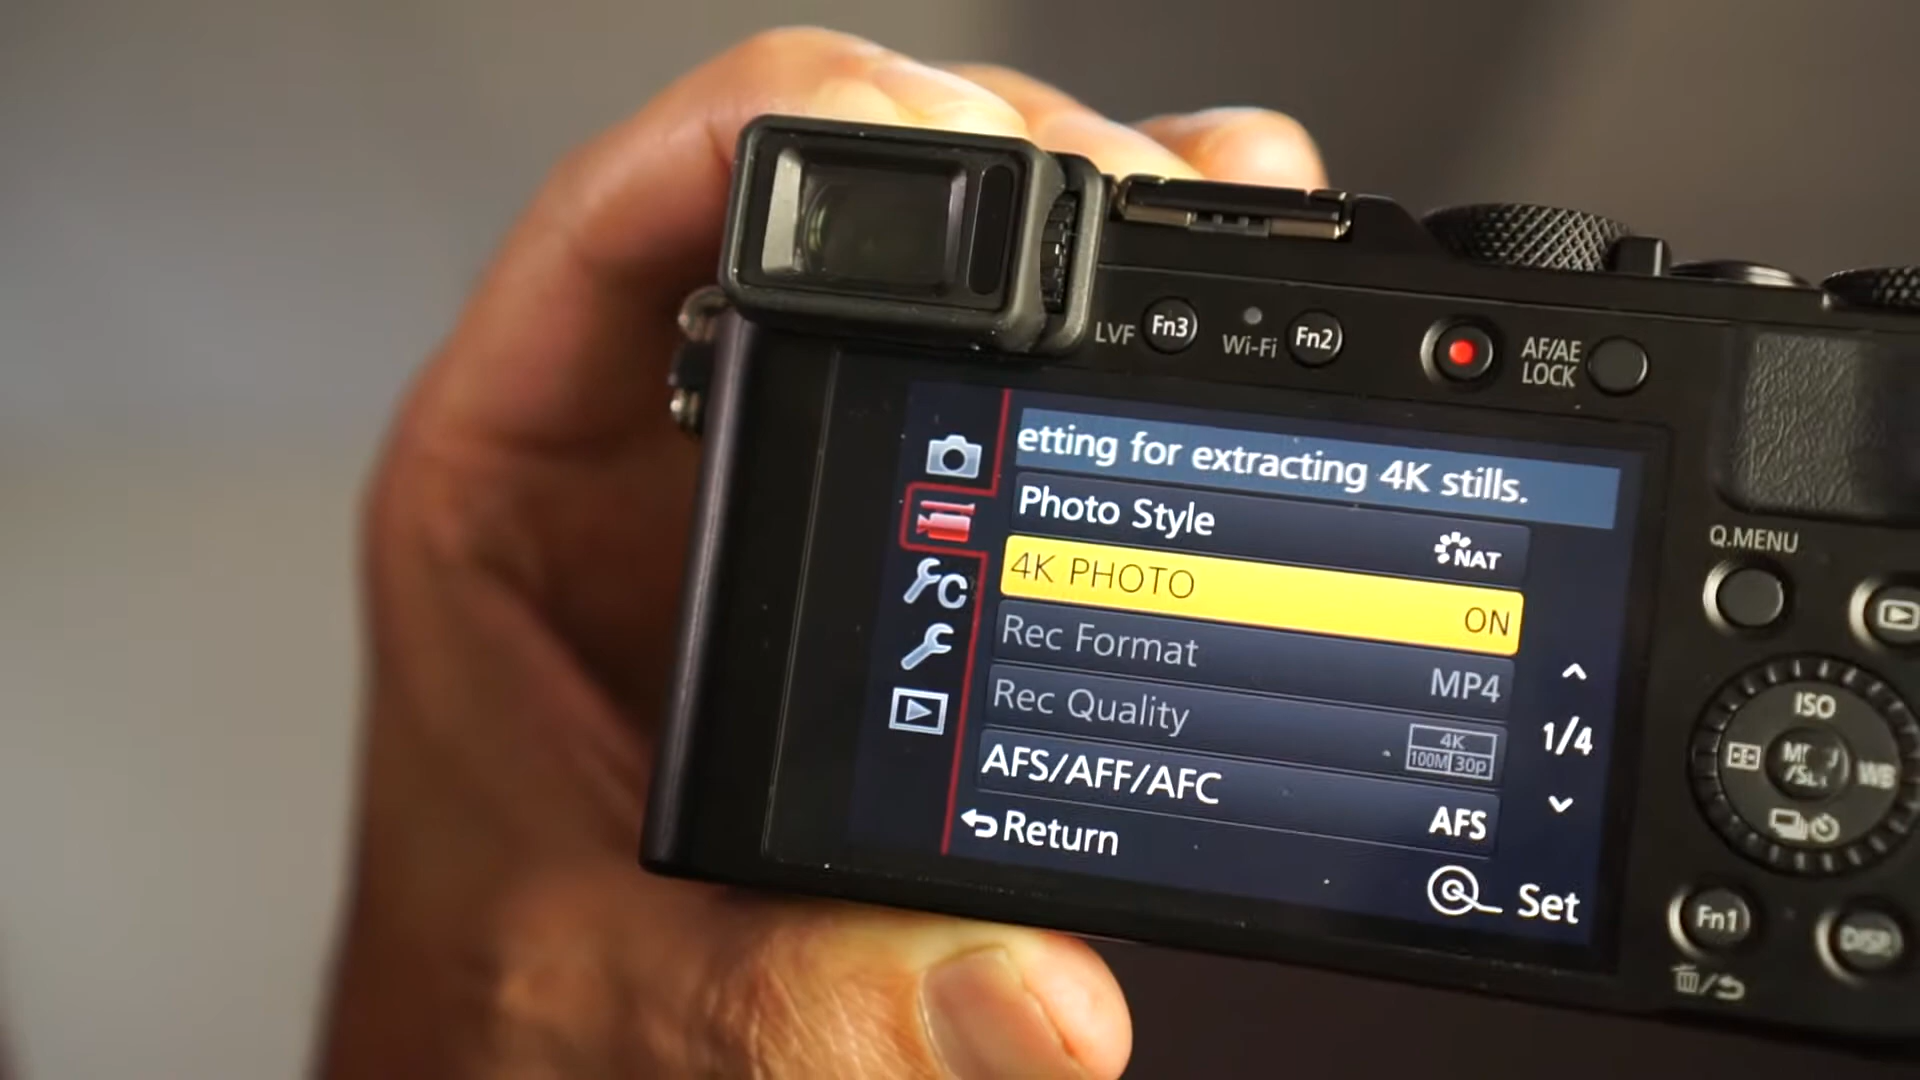 LVF Fn3 Wi-Fi Fn2 AF/AE LOCK
etting for extracting 4K stills.
Photo Style NAT
4K PHOTO ON
Rec Format MP4
Rec Quality 4K 100M 30p
AFS/AFF/AFC AFS
Return
Set
C
1/4
Q.MENU
ISO
WB
Fn1
DISP.